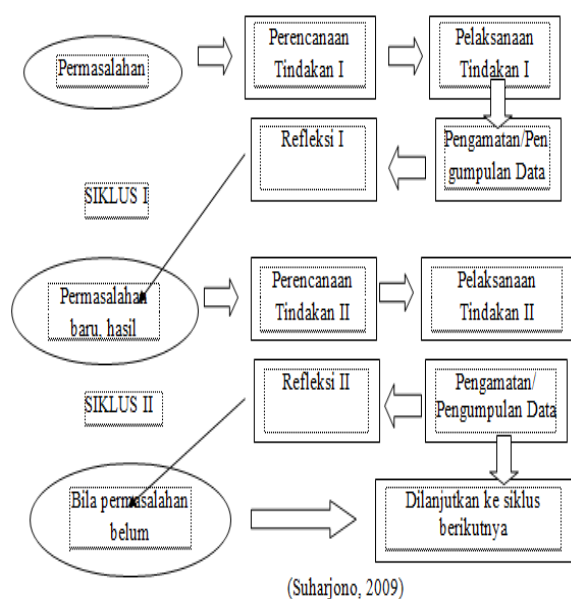 Permasalahan
Perencanaan
Tindakan I
Pelaksanaan
Tindakan I
Refleksi I
Pengamatan/Pen
gumpulan Data
SIKLUS I
Permasalahan
baru, hasil
Perencanaan
Tindakan II
Pelaksanaan
Tindakan II
SIKLUS II
Refleksi II
Pengamatan/
Pengumpulan Data
Bila permasalahan
belum
Dilanjutkan ke siklus
berikutnya
(Suharjono, 2009)